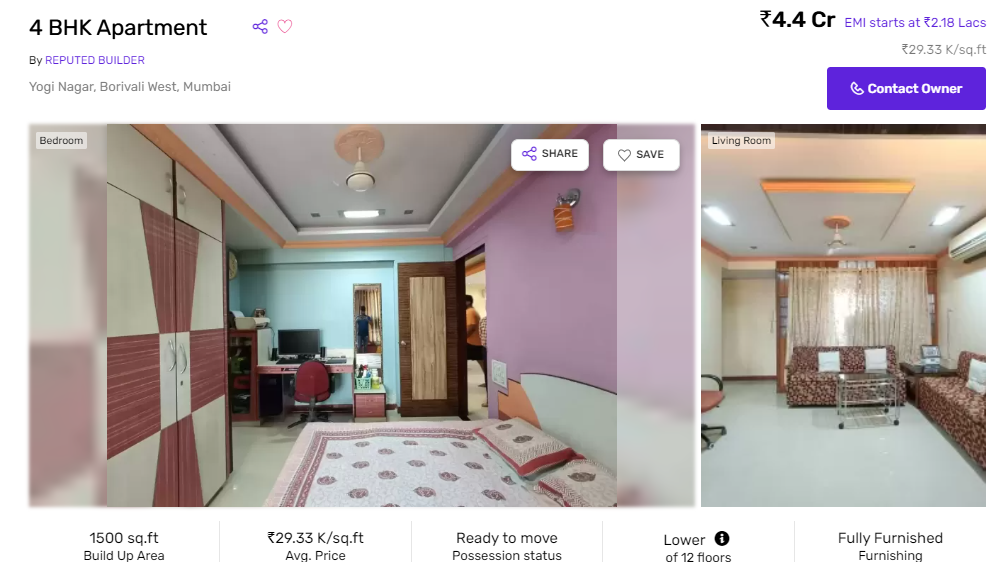 4 BHK Apartment
₹4.4 Cr EMI starts at ₹2.18 Lacs
By REPUTED BUILDER
₹29.33 K/sq.ft
Yogi Nagar, Borivali West, Mumbai
Contact Owner
Bedroom
SHARE
SAVE
Living Room
1500 sq.ft
Build Up Area
₹29.33 K/sq.ft
Avg. Price
Ready to move
Possession status
Lower
of 12 floors
Fully Furnished
Furnishing